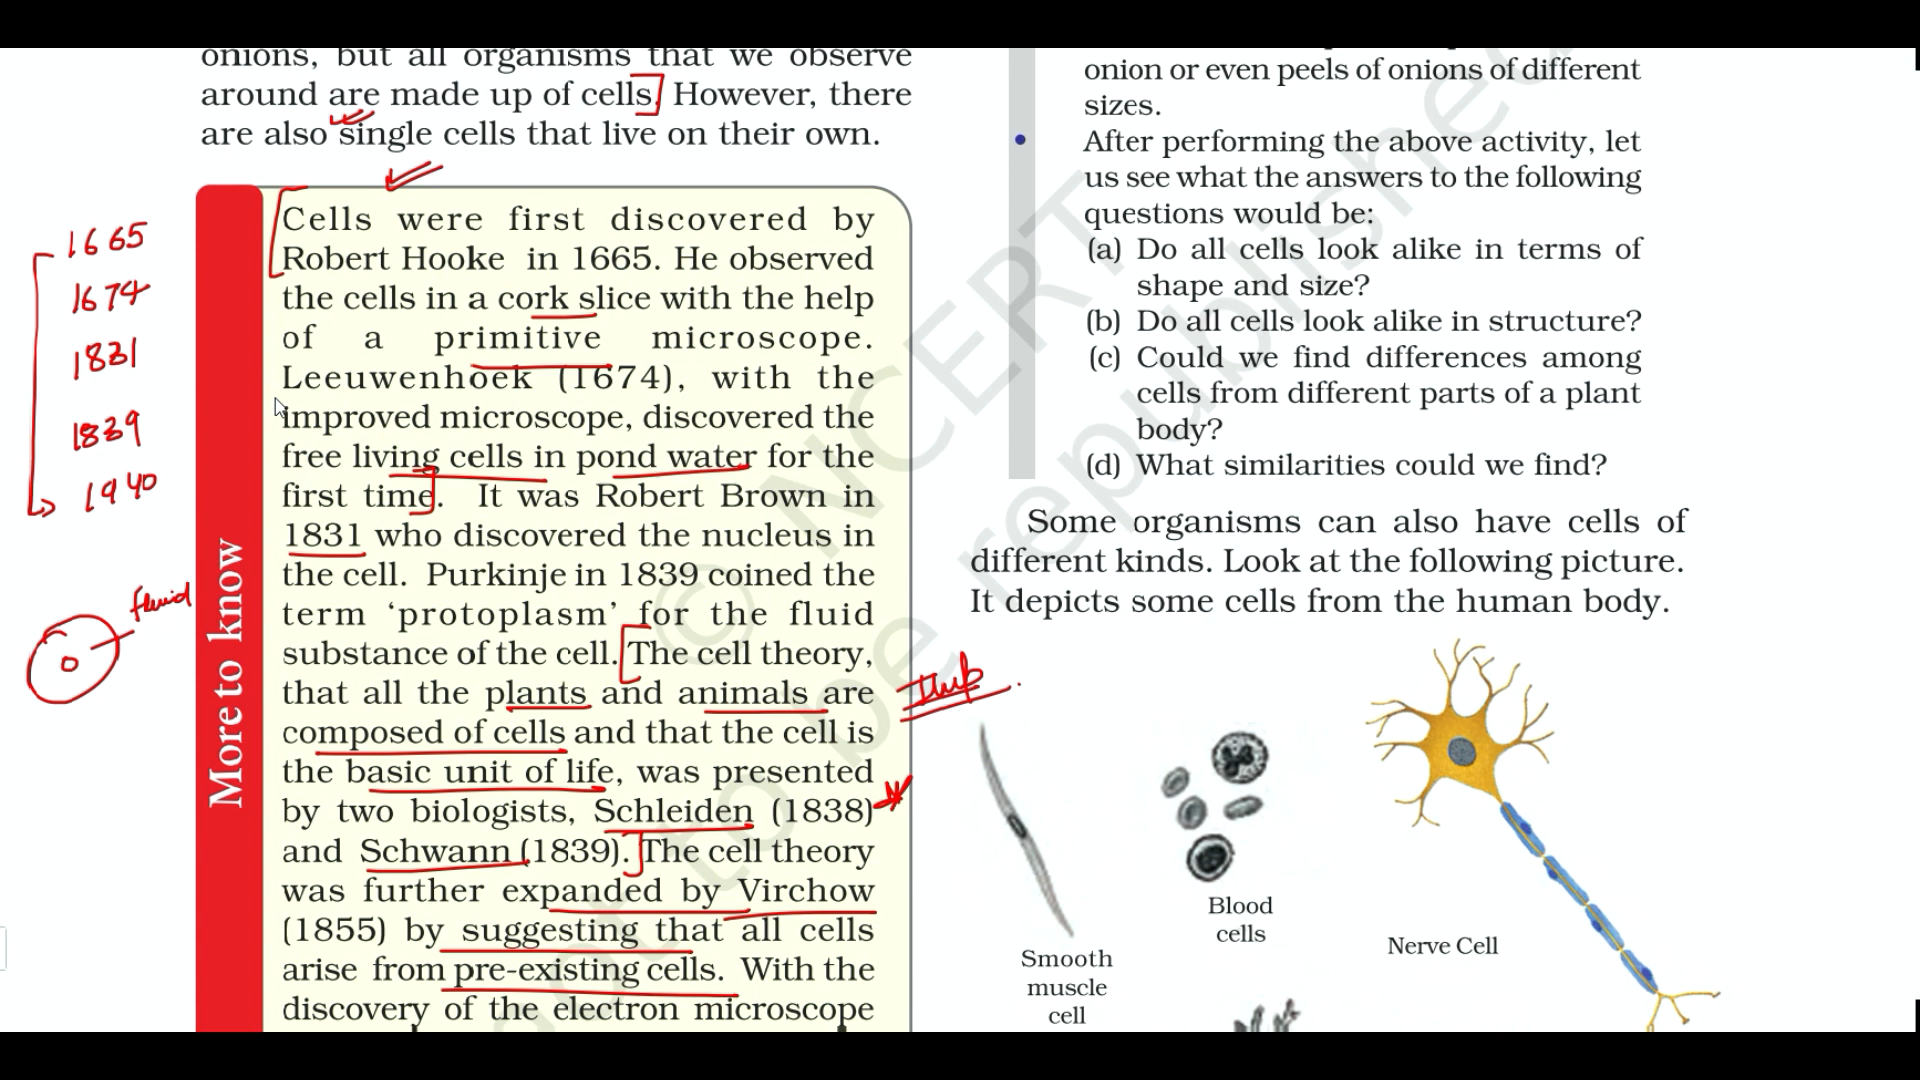 onions, but all organisms that we observe
around are made up of cells. However, there
are also single cells that live on their own.
1665
1674
1831
1839
1940
fluid
More to know
Cells were first discovered by
Robert Hooke in 1665. He observed
the cells in a cork slice with the help
of a primitive microscope.
Leeuwenhoek (1674), with the
improved microscope, discovered the
free living cells in pond water for the
first time. It was Robert Brown in
1831 who discovered the nucleus in
the cell. Purkinje in 1839 coined the
term ‘protoplasm’ for the fluid
substance of the cell. The cell theory,
that all the plants and animals are
composed of cells and that the cell is
the basic unit of life, was presented
by two biologists, Schleiden (1838)
and Schwann (1839). The cell theory
was further expanded by Virchow
(1855) by suggesting that all cells
arise from pre-existing cells. With the
discovery of the electron microscope
Imp
onion or even peels of onions of different
sizes.
• After performing the above activity, let
us see what the answers to the following
questions would be:
(a) Do all cells look alike in terms of
shape and size?
(b) Do all cells look alike in structure?
(c) Could we find differences among
cells from different parts of a plant
body?
(d) What similarities could we find?
Some organisms can also have cells of
different kinds. Look at the following picture.
It depicts some cells from the human body.
Smooth
muscle
cell
Blood
cells
Nerve Cell
© NCERT
not to be republished